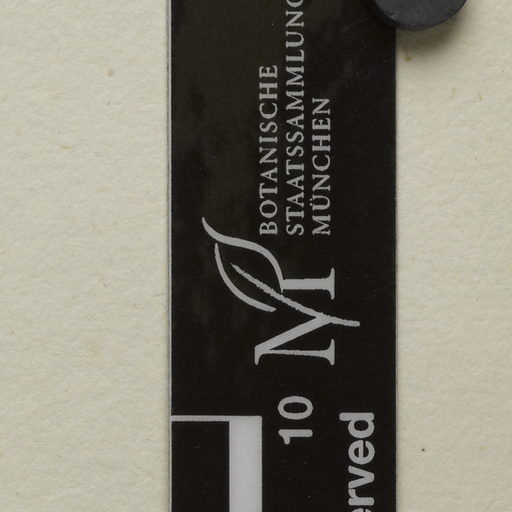 BOTANISCHE
STAATSSAMMLUNG
MÜNCHEN
M
10
erved